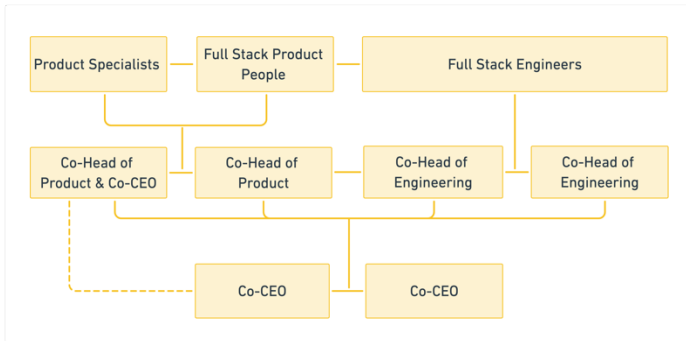 Product Specialists
Full Stack Product
People
Full Stack Engineers
Co-Head of
Product & Co-CEO
Co-Head of
Product
Co-Head of
Engineering
Co-Head of
Engineering
Co-CEO
Co-CEO